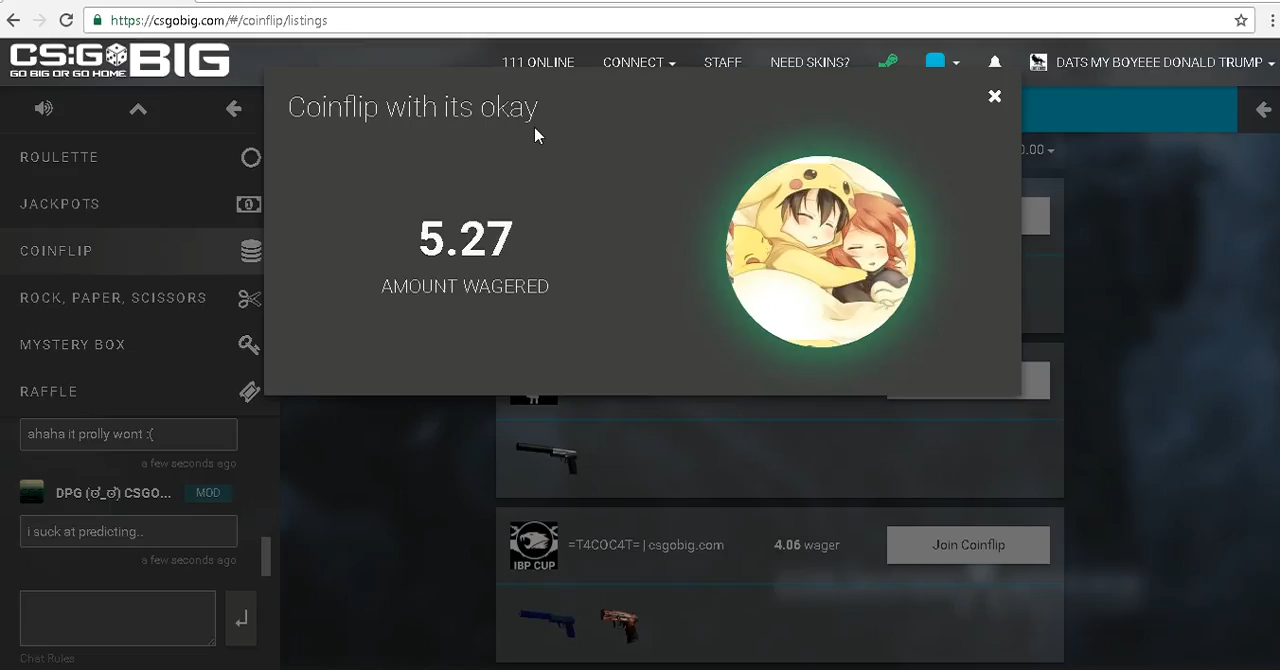 https://csgobig.com/#/coinflip/listings
CS:GO BIG
GO BIG OR GO HOME
111 ONLINE
CONNECT
STAFF
NEED SKINS?
DATS MY BOYEEE DONALD TRUMP
Coinflip with its okay
0.00
5.27
AMOUNT WAGERED
ROULETTE
JACKPOTS
COINFLIP
ROCK, PAPER, SCISSORS
MYSTERY BOX
RAFFLE
ahaha it prolly wont :(
a few seconds ago
DPG (ಠ_ಠ) CSGO...
MOD
i suck at predicting..
a few seconds ago
Chat Rules
IBP CUP
=T4COC4T= | csgobig.com
4.06 wager
Join Coinflip